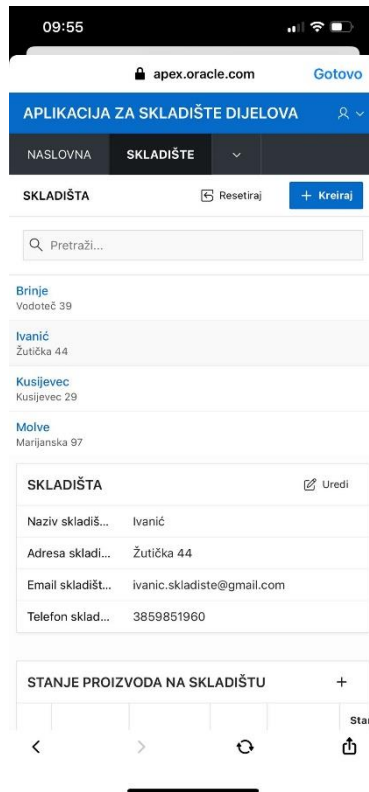 09:55
apex.oracle.com Gotovo
APLIKACIJA ZA SKLADIŠTE DIJELOVA
NASLOVNA SKLADIŠTE
SKLADIŠTA Resetiraj + Kreiraj
Pretraži...
Brinje
Vodoteč 39
Ivanić
Žutička 44
Kusijevec
Kusijevec 29
Molve
Marijanska 97
SKLADIŠTA Uredi
Naziv skladiš... Ivanić
Adresa skladi... Žutička 44
Email skladišt... ivanic.skladiste@gmail.com
Telefon sklad... 3859851960
STANJE PROIZVODA NA SKLADIŠTU +
Sta